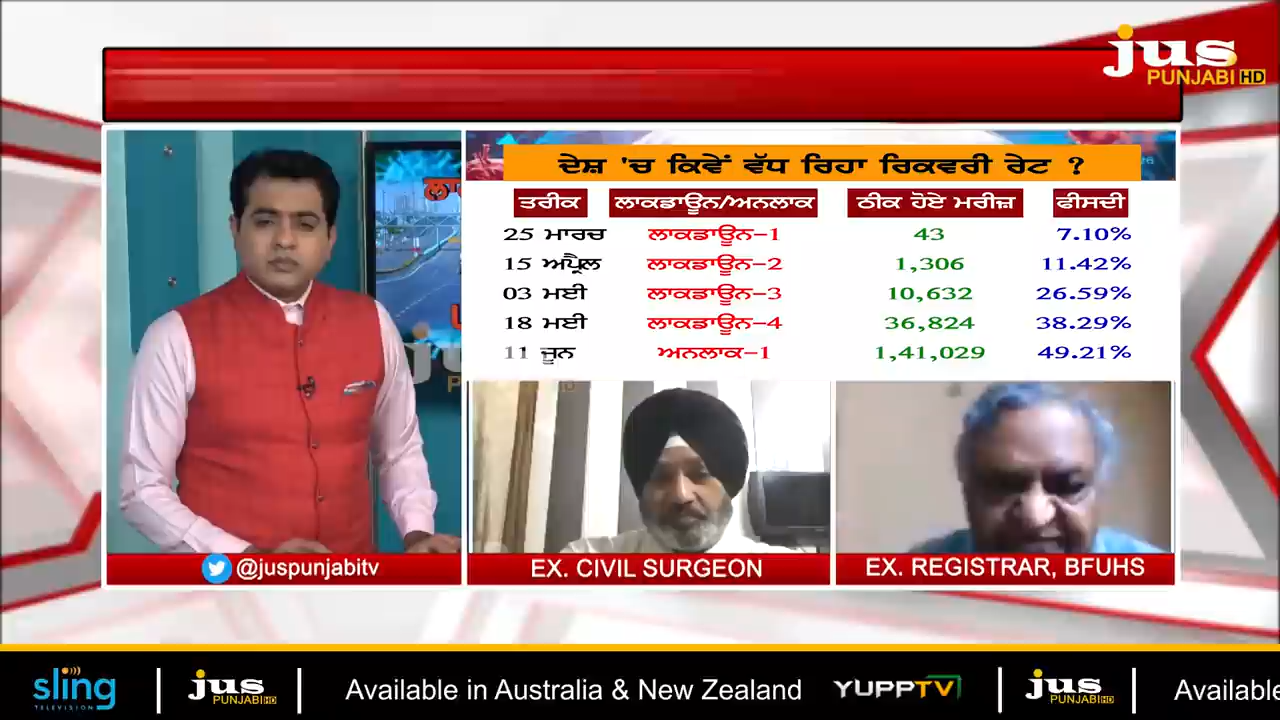 jus
PUNJABI HD
ਦੇਸ਼ 'ਚ ਕਿਵੇਂ ਵੱਧ ਰਿਹਾ ਰਿਕਵਰੀ ਰੇਟ ?
ਤਰੀਕ ਲਾਕਡਾਊਨ/ਅਨਲਾਕ ਠੀਕ ਹੋਏ ਮਰੀਜ਼ ਫੀਸਦੀ
25 ਮਾਰਚ ਲਾਕਡਾਊਨ-1 43 7.10%
15 ਅਪ੍ਰੈਲ ਲਾਕਡਾਊਨ-2 1,306 11.42%
03 ਮਈ ਲਾਕਡਾਊਨ-3 10,632 26.59%
18 ਮਈ ਲਾਕਡਾਊਨ-4 36,824 38.29%
11 ਜੂਨ ਅਨਲਾਕ-1 1,41,029 49.21%
@juspunjabitv EX. CIVIL SURGEON EX. REGISTRAR, BFUHS
sling TELEVISION jus PUNJABI HD Available in Australia & New Zealand YUPPTV jus PUNJABI HD Available